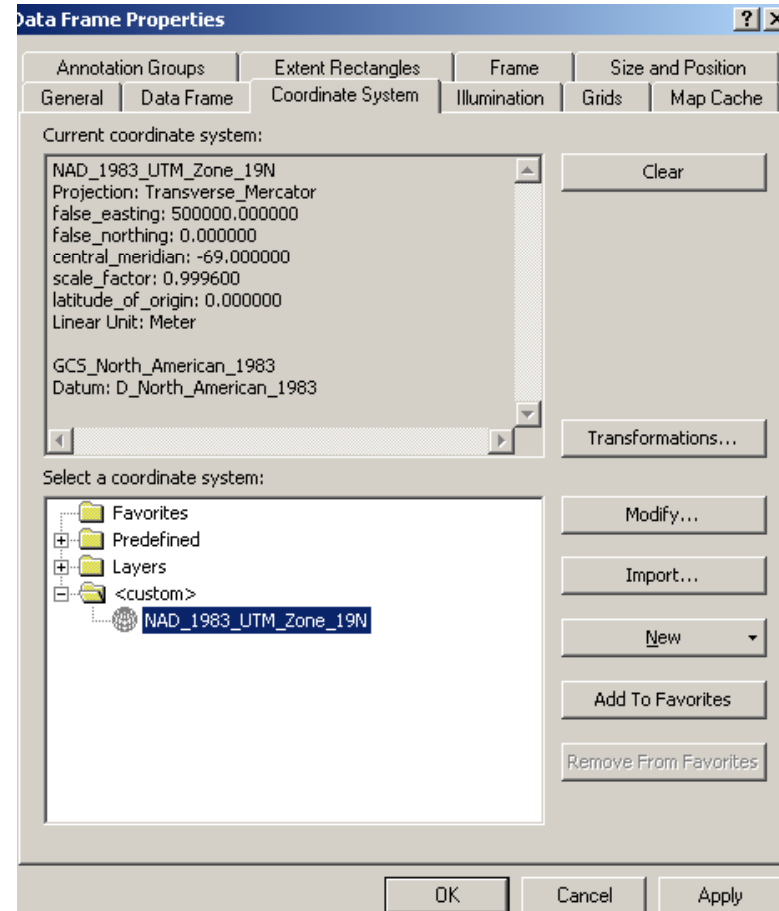 Data Frame Properties
Annotation Groups Extent Rectangles Frame Size and Position
General Data Frame Coordinate System Illumination Grids Map Cache
Current coordinate system:
NAD_1983_UTM_Zone_19N
Projection: Transverse_Mercator
false_easting: 500000.000000
false_northing: 0.000000
central_meridian: -69.000000
scale_factor: 0.999600
latitude_of_origin: 0.000000
Linear Unit: Meter
GCS_North_American_1983
Datum: D_North_American_1983
Clear
Transformations...
Select a coordinate system:
Favorites
Predefined
Layers
<custom>
NAD_1983_UTM_Zone_19N
Modify...
Import...
New
Add To Favorites
Remove From Favorites
OK Cancel Apply